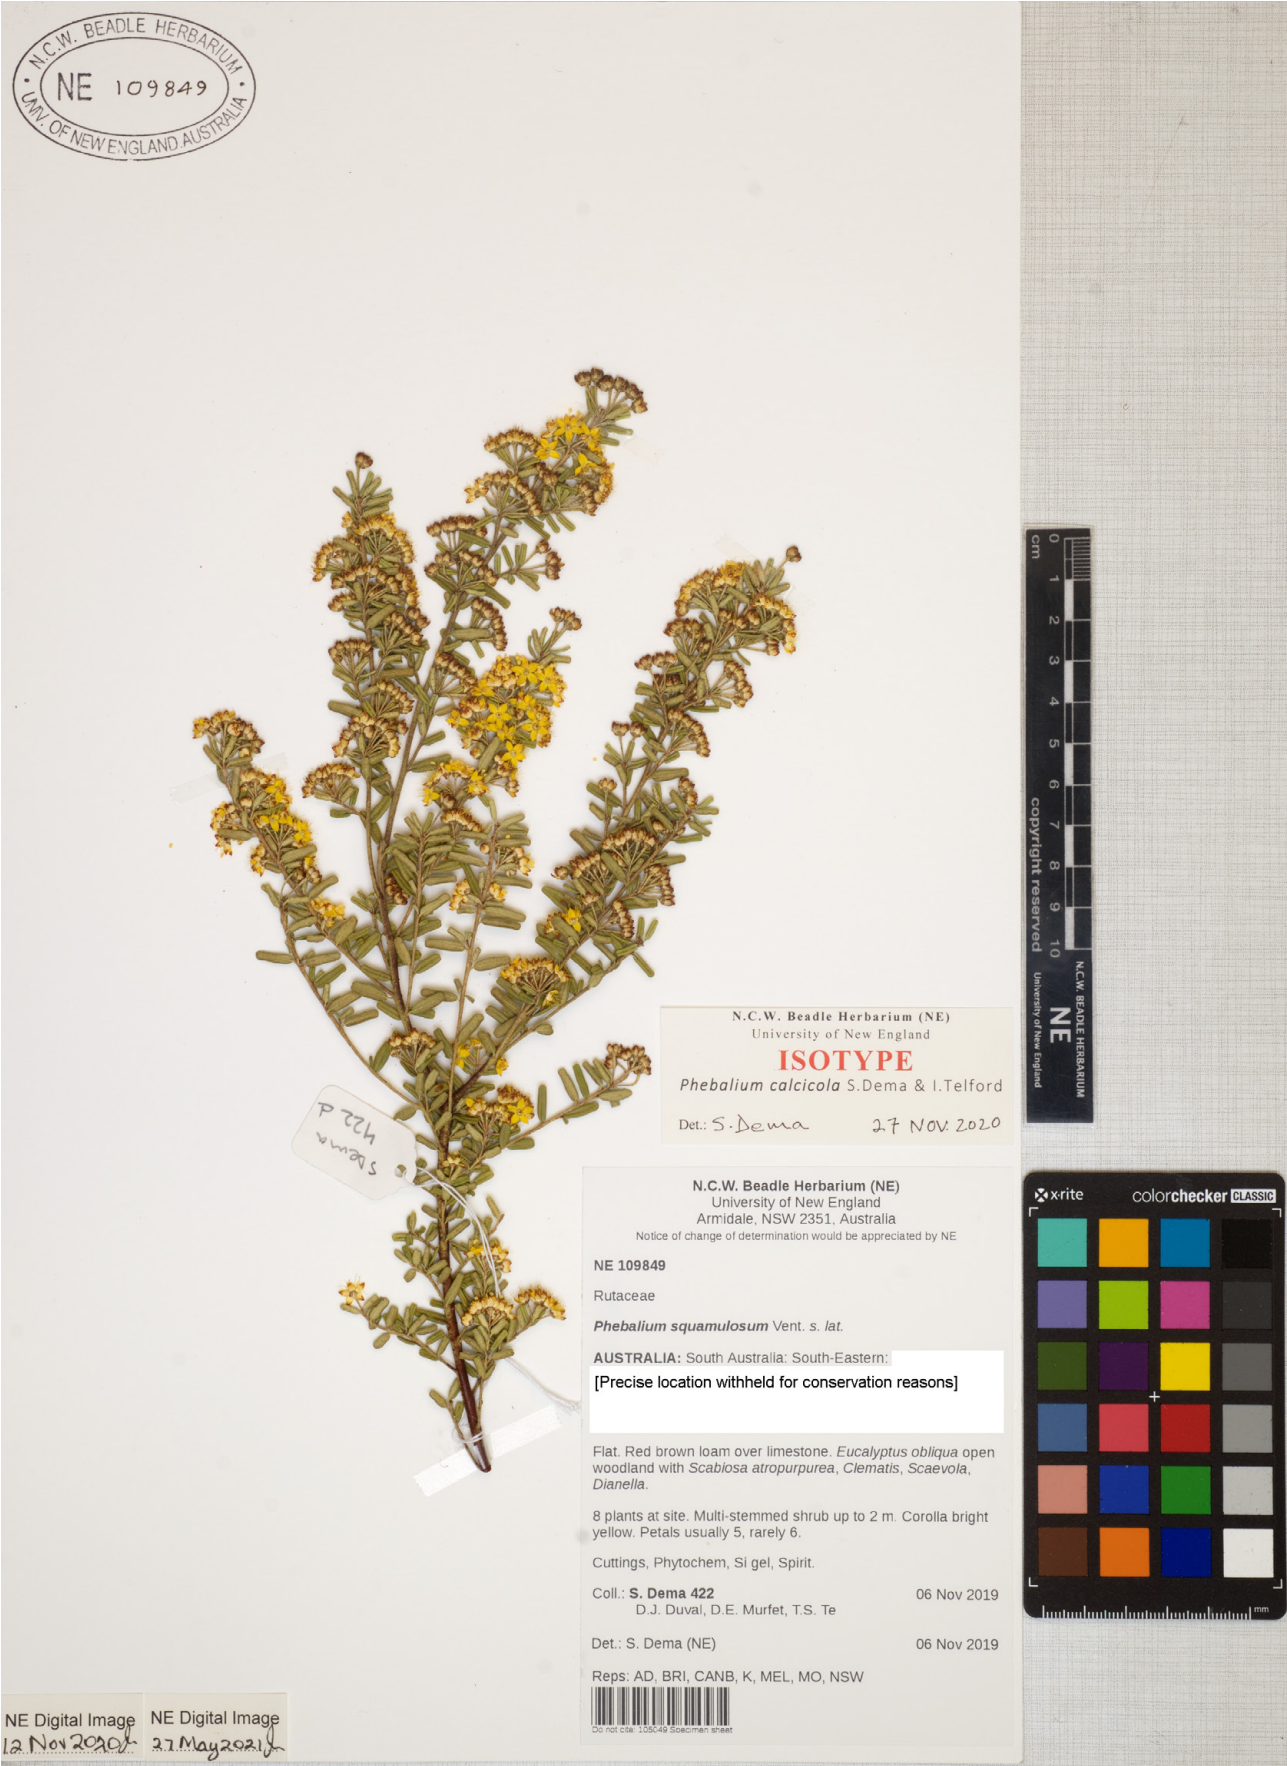 N.C.W. BEADLE HERBARIUM
NE 109849
UNIV. OF NEW ENGLAND, AUSTRALIA
cm 0 1 2 3 4 5 6 7 8 9 10
copyright reserved
N.C.W. BEADLE HERBARIUM
NE
University of New England
S Dema
422 d
N.C.W. Beadle Herbarium (NE)
University of New England
ISOTYPE
Phebalium calcicola S.Dema & I.Telford
Det.: S. Dema 27 NOV. 2020
N.C.W. Beadle Herbarium (NE)
University of New England
Armidale, NSW 2351, Australia
Notice of change of determination would be appreciated by NE
NE 109849
Rutaceae
Phebalium squamulosum Vent. s. lat.
AUSTRALIA: South Australia: South-Eastern:
[Precise location withheld for conservation reasons]
Flat. Red brown loam over limestone. Eucalyptus obliqua open
woodland with Scabiosa atropurpurea, Clematis, Scaevola,
Dianella.
8 plants at site. Multi-stemmed shrub up to 2 m. Corolla bright
yellow. Petals usually 5, rarely 6.
Cuttings, Phytochem, Si gel, Spirit.
Coll.: S. Dema 422 06 Nov 2019
D.J. Duval, D.E. Murfet, T.S. Te
Det.: S. Dema (NE) 06 Nov 2019
Reps: AD, BRI, CANB, K, MEL, MO, NSW
Do not cite: 105049 Specimen sheet
x-rite colorchecker CLASSIC
mm
NE Digital Image
12 Nov 2020
NE Digital Image
27 May 2021